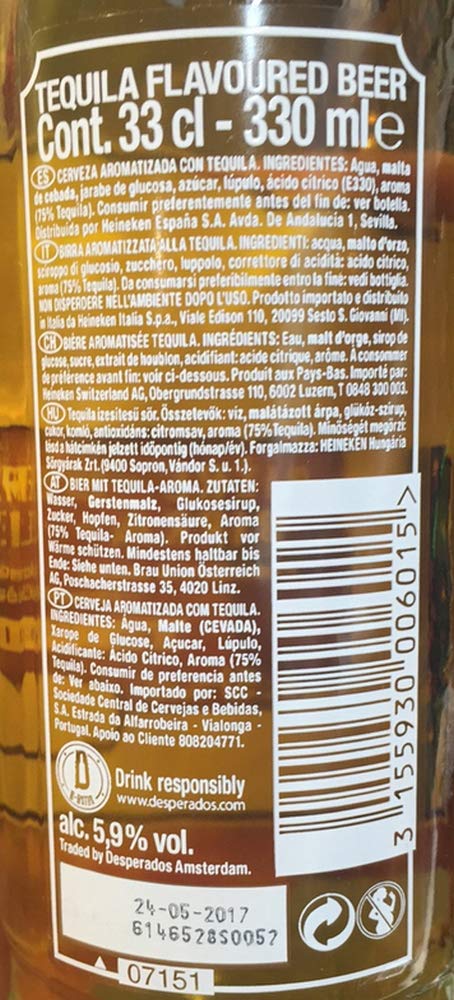 TEQUILA FLAVOURED BEER
Cont. 33 cl - 330 ml e
ES CERVEZA AROMATIZADA CON TEQUILA. INGREDIENTES: Agua, malta
de cebada, jarabe de glucosa, azúcar, lúpulo, ácido cítrico (E330), aroma
(75% Tequila). Consumir preferentemente antes del fin de: ver botella.
Distribuida por Heineken España S.A. Avda. De Andalucía 1, Sevilla.
IT BIRRA AROMATIZZATA ALLA TEQUILA. INGREDIENTI: acqua, malto d'orzo,
sciroppo di glucosio, zucchero, luppolo, correttore di acidità: acido citrico,
aroma (75% Tequila). Da consumarsi preferibilmente entro la fine: vedi bottiglia.
NON DISPERDERE NELL'AMBIENTE DOPO L'USO. Prodotto importato e distribuito
in Italia da Heineken Italia S.p.a., Viale Edison 110, 20099 Sesto S. Giovanni (MI).
CH BIÈRE AROMATISÉE TEQUILA. INGRÉDIENTS: Eau, malt d'orge, sirop de
glucose, sucre, extrait de houblon, acidifiant: acide citrique, arôme. A consommer
de préférence avant fin: voir ci-dessous. Produit aux Pays-Bas. Importé par:
Heineken Switzerland AG, Obergrundstrasse 110, 6002 Luzern, T 0848 300 003.
HU Tequila ízesítésű sör. Összetevők: víz, malátázott árpa, glükóz-szirup,
cukor, komló, antioxidáns: citromsav, aroma (75% Tequila). Minőségét megőrzi:
lásd a hátcímkén jelzett időpontig (hónap/év). Forgalmazza: HEINEKEN Hungária
Sörgyárak Zrt. (9400 Sopron, Vándor S. u. 1.).
AT BIER MIT TEQUILA-AROMA. ZUTATEN:
Wasser, Gerstenmalz, Glukosesirup,
Zucker, Hopfen, Zitronensäure, Aroma
(75% Tequila- Aroma). Produkt vor
Wärme schützen. Mindestens haltbar bis
Ende: Siehe unten. Brau Union Österreich
AG, Poschacherstrasse 35, 4020 Linz.
PT CERVEJA AROMATIZADA COM TEQUILA.
INGREDIENTES: Água, Malte (CEVADA),
Xarope de Glucose, Açucar, Lúpulo,
Acidificante: Ácido Cítrico, Aroma (75%
Tequila). Consumir de preferencia antes
de: Ver abaixo. Importado por: SCC -
Sociedade Central de Cervejas e Bebidas,
S.A. Estrada da Alfarrobeira - Vialonga -
Portugal. Apoio ao Cliente 808204771.
D
Drink responsibly
www.desperados.com
alc. 5,9% vol.
Traded by Desperados Amsterdam.
3 155930 006015 >
24-05-2017
6146528S0052
07151